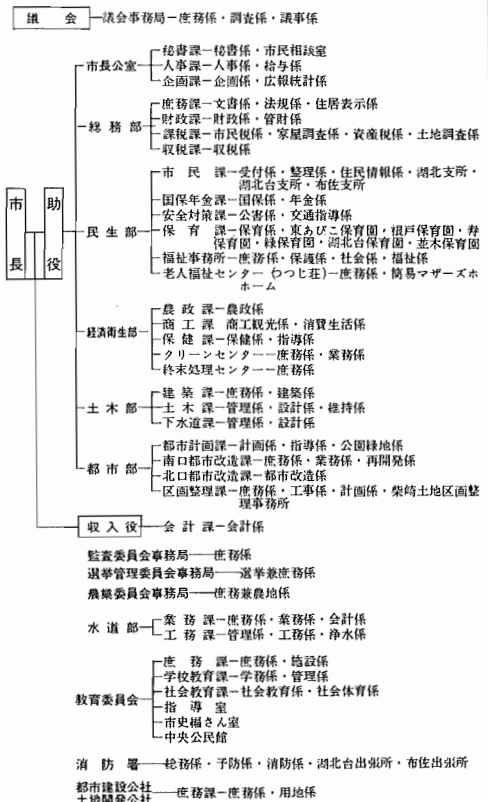 議会―議会事務局―庶務係・調査係・議事係
市長
助役
市長公室
秘書課―秘書係・市民相談室
人事課―人事係・給与係
企画課―企画係・広報統計係
総務部
庶務課―文書係・法規係・住居表示係
財政課―財政係・管財係
課税課―市民税係・家屋調査係・資産税係・土地調査係
収税課―収税係
民生部
市民課―受付係・整理係・住民情報係・湖北支所・
湖北台支所・布佐支所
国保年金課―国保係・年金係
安全対策課―公害係・交通指導係
保育課―保育係・東あびこ保育園・根戸保育園・寿
保育園・緑保育園・湖北台保育園・並木保育園
福祉事務所―庶務係・保護係・社会係・福祉係
老人福祉センター(つつじ荘)―庶務係・簡易マザーズホ
ーム
経済衛生部
農政課―農政係
商工課 商工観光係・消費生活係
保健課―保健係・指導係
クリーンセンター―庶務係・業務係
終末処理センター―庶務係
土木部
建築課―庶務係・建築係
土木課―管理係・設計係・維持係
下水道課―管理係・設計係
都市部
都市計画課―計画係・指導係・公園緑地係
南口都市改造課―庶務係・業務係・再開発係
北口都市改造課―都市改造係
区画整理課―庶務係・工事係・計画係・柴崎土地区画整
理事務所
収入役―会計課―会計係
監査委員会事務局―庶務係
選挙管理委員会事務局―選挙兼庶務係
農業委員会事務局―庶務兼農地係
水道部
業務課―庶務係・業務係・会計係
工務課―管理係・工務係・浄水係
教育委員会
庶務課―庶務係・施設係
学校教育課―学務係・管理係
社会教育課―社会教育係・社会体育係
指導室
市史編さん室
中央公民館
消防署―総務係・予防係・消防係・湖北台出張所・布佐出張所
都市建設公社
土地開発公社
庶務課―庶務係・用地係